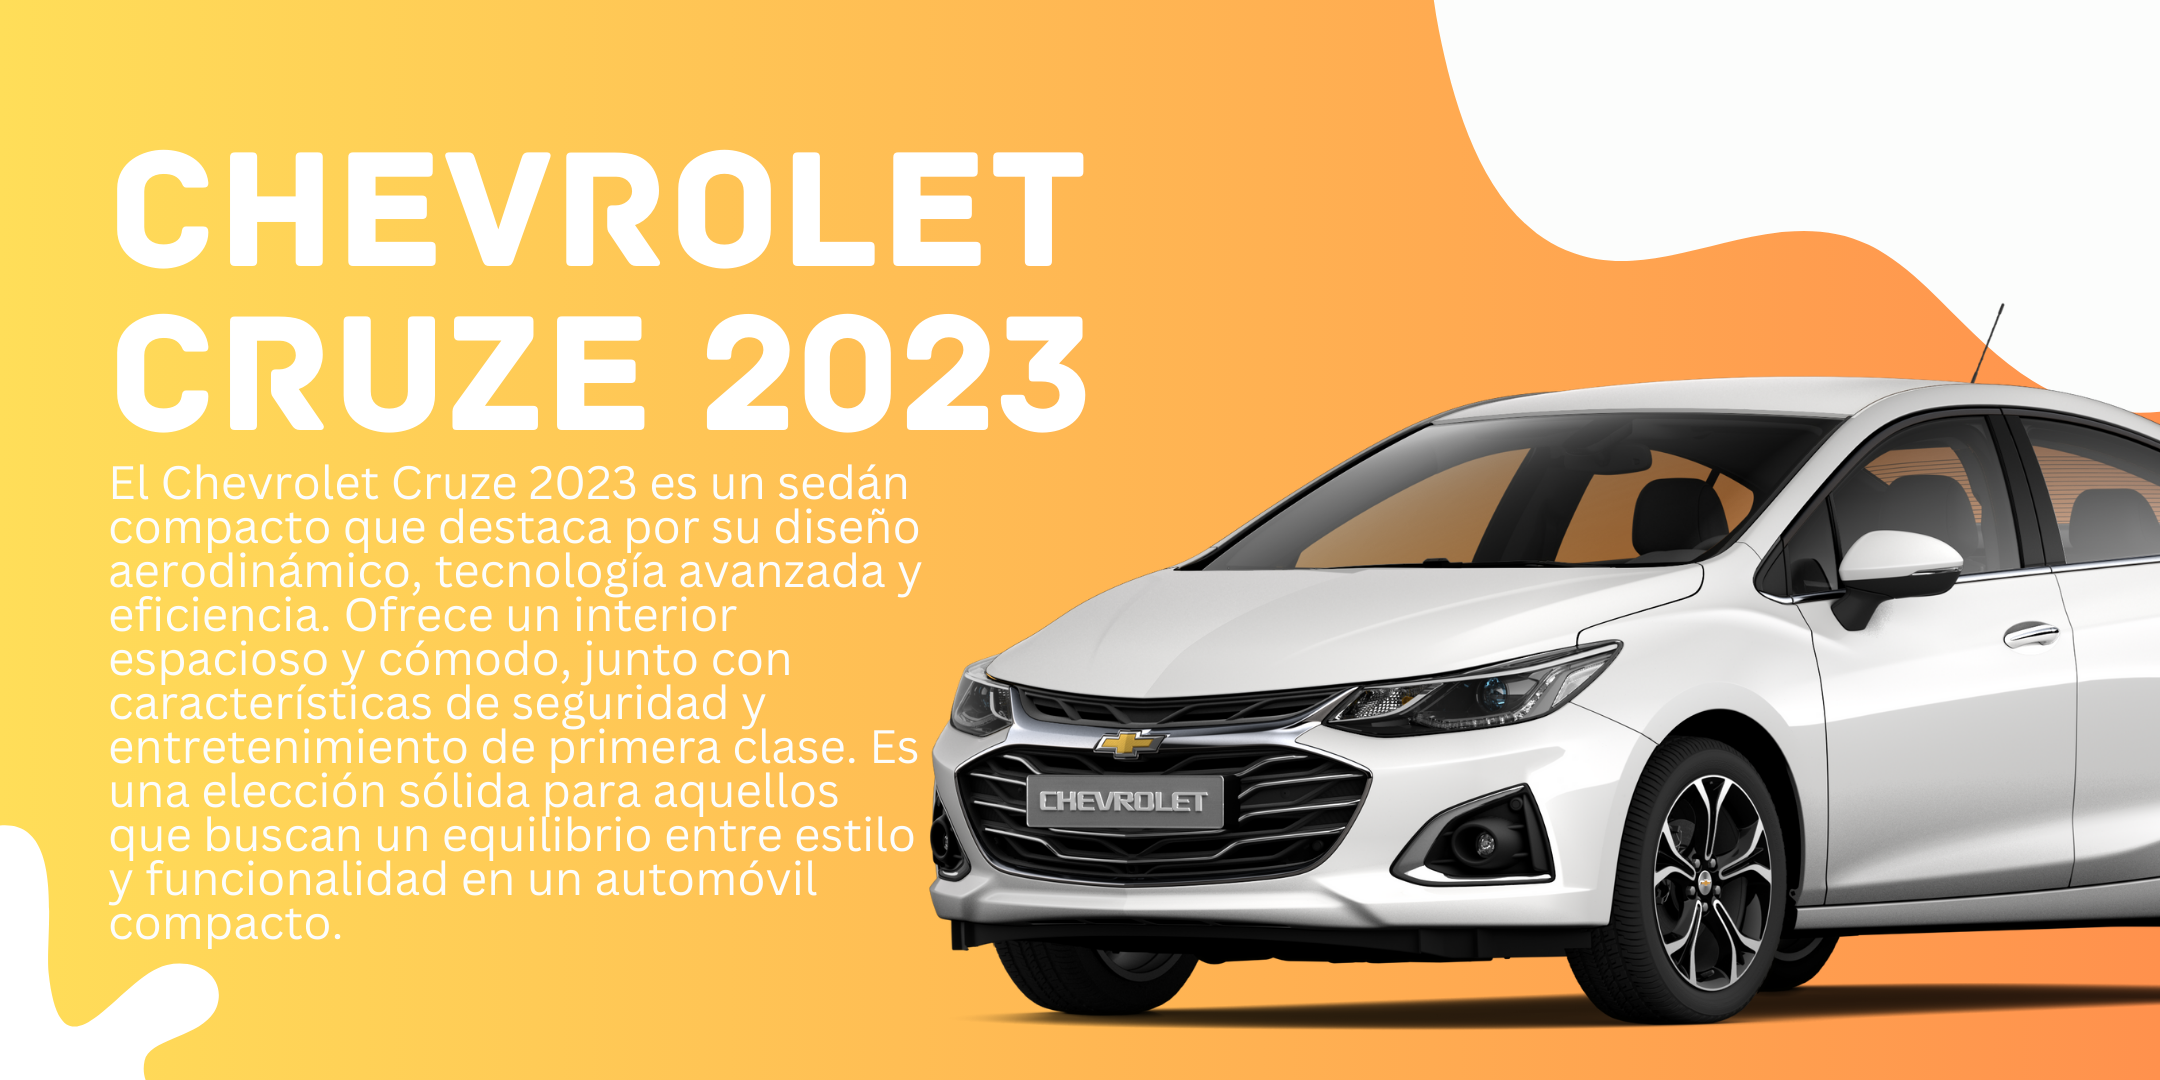 CHEVROLET
CRUZE 2023
El Chevrolet Cruze 2023 es un sedán
compacto que destaca por su diseño
aerodinámico, tecnología avanzada y
eficiencia. Ofrece un interior
espacioso y cómodo, junto con
características de seguridad y
entretenimiento de primera clase. Es
una elección sólida para aquellos
que buscan un equilibrio entre estilo
y funcionalidad en un automóvil
compacto.
CHEVROLET